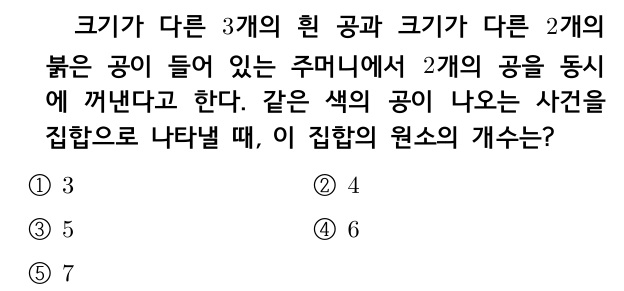 크기가 다른 3개의 흰 공과 크기가 다른 2개의
붉은 공이 들어 있는 주머니에서 2개의 공을 동시
에 꺼낸다고 한다. 같은 색의 공이 나오는 사건을
집합으로 나타낼 때, 이 집합의 원소의 개수는?
① 3 ② 4
③ 5 ④ 6
⑤ 7